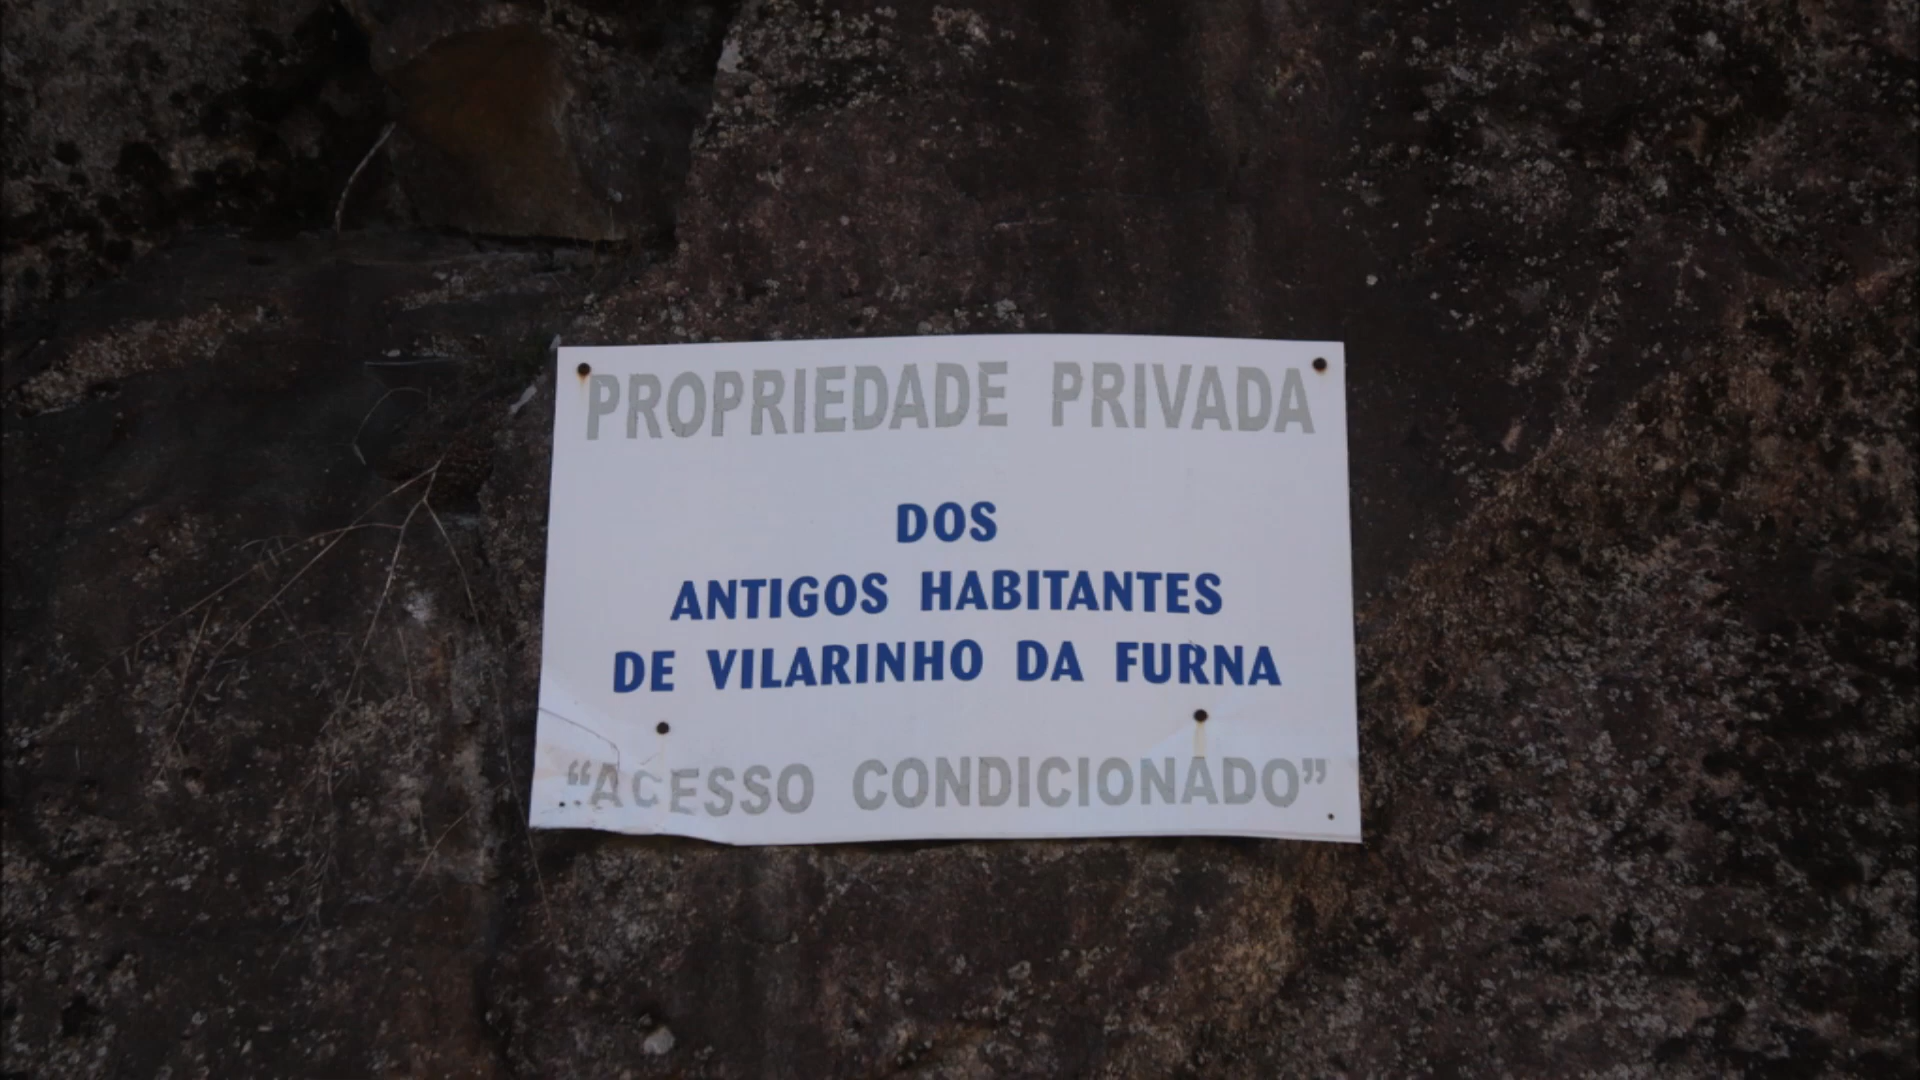 PROPRIEDADE PRIVADA
DOS
ANTIGOS HABITANTES
DE VILARINHO DA FURNA
“ACESSO CONDICIONADO”